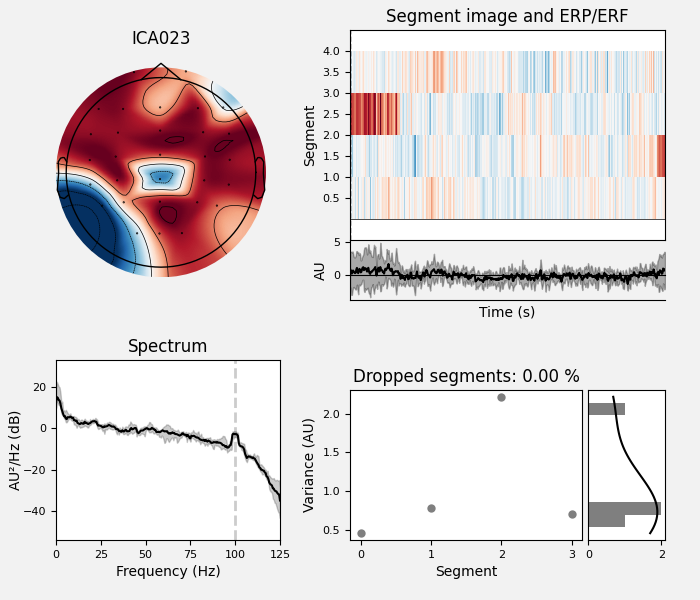 ICA023
Segment image and ERP/ERF
Segment
4.0
3.5
3.0
2.5
2.0
1.5
1.0
0.5
AU
5
0
Time (s)
Spectrum
AU²/Hz (dB)
20
0
−20
−40
0 25 50 75 100 125
Frequency (Hz)
Dropped segments: 0.00 %
Variance (AU)
2.0
1.5
1.0
0.5
0 1 2 3
Segment
0 2